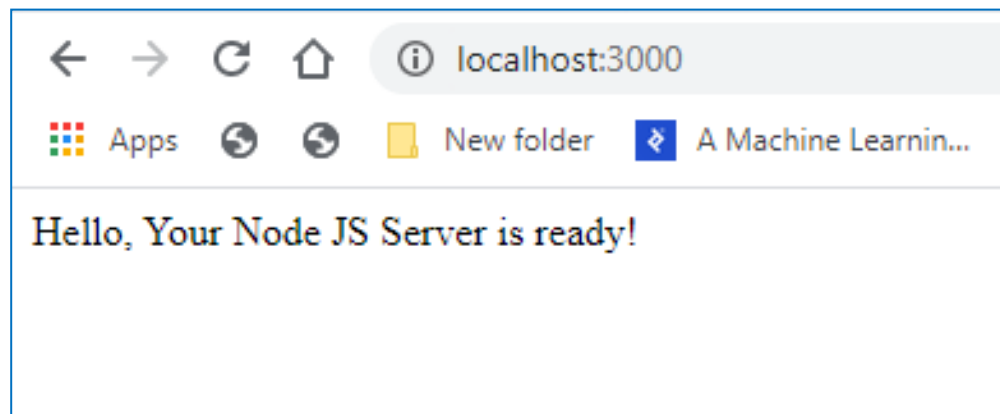 localhost:3000
Apps New folder A Machine Learnin...
Hello, Your Node JS Server is ready!